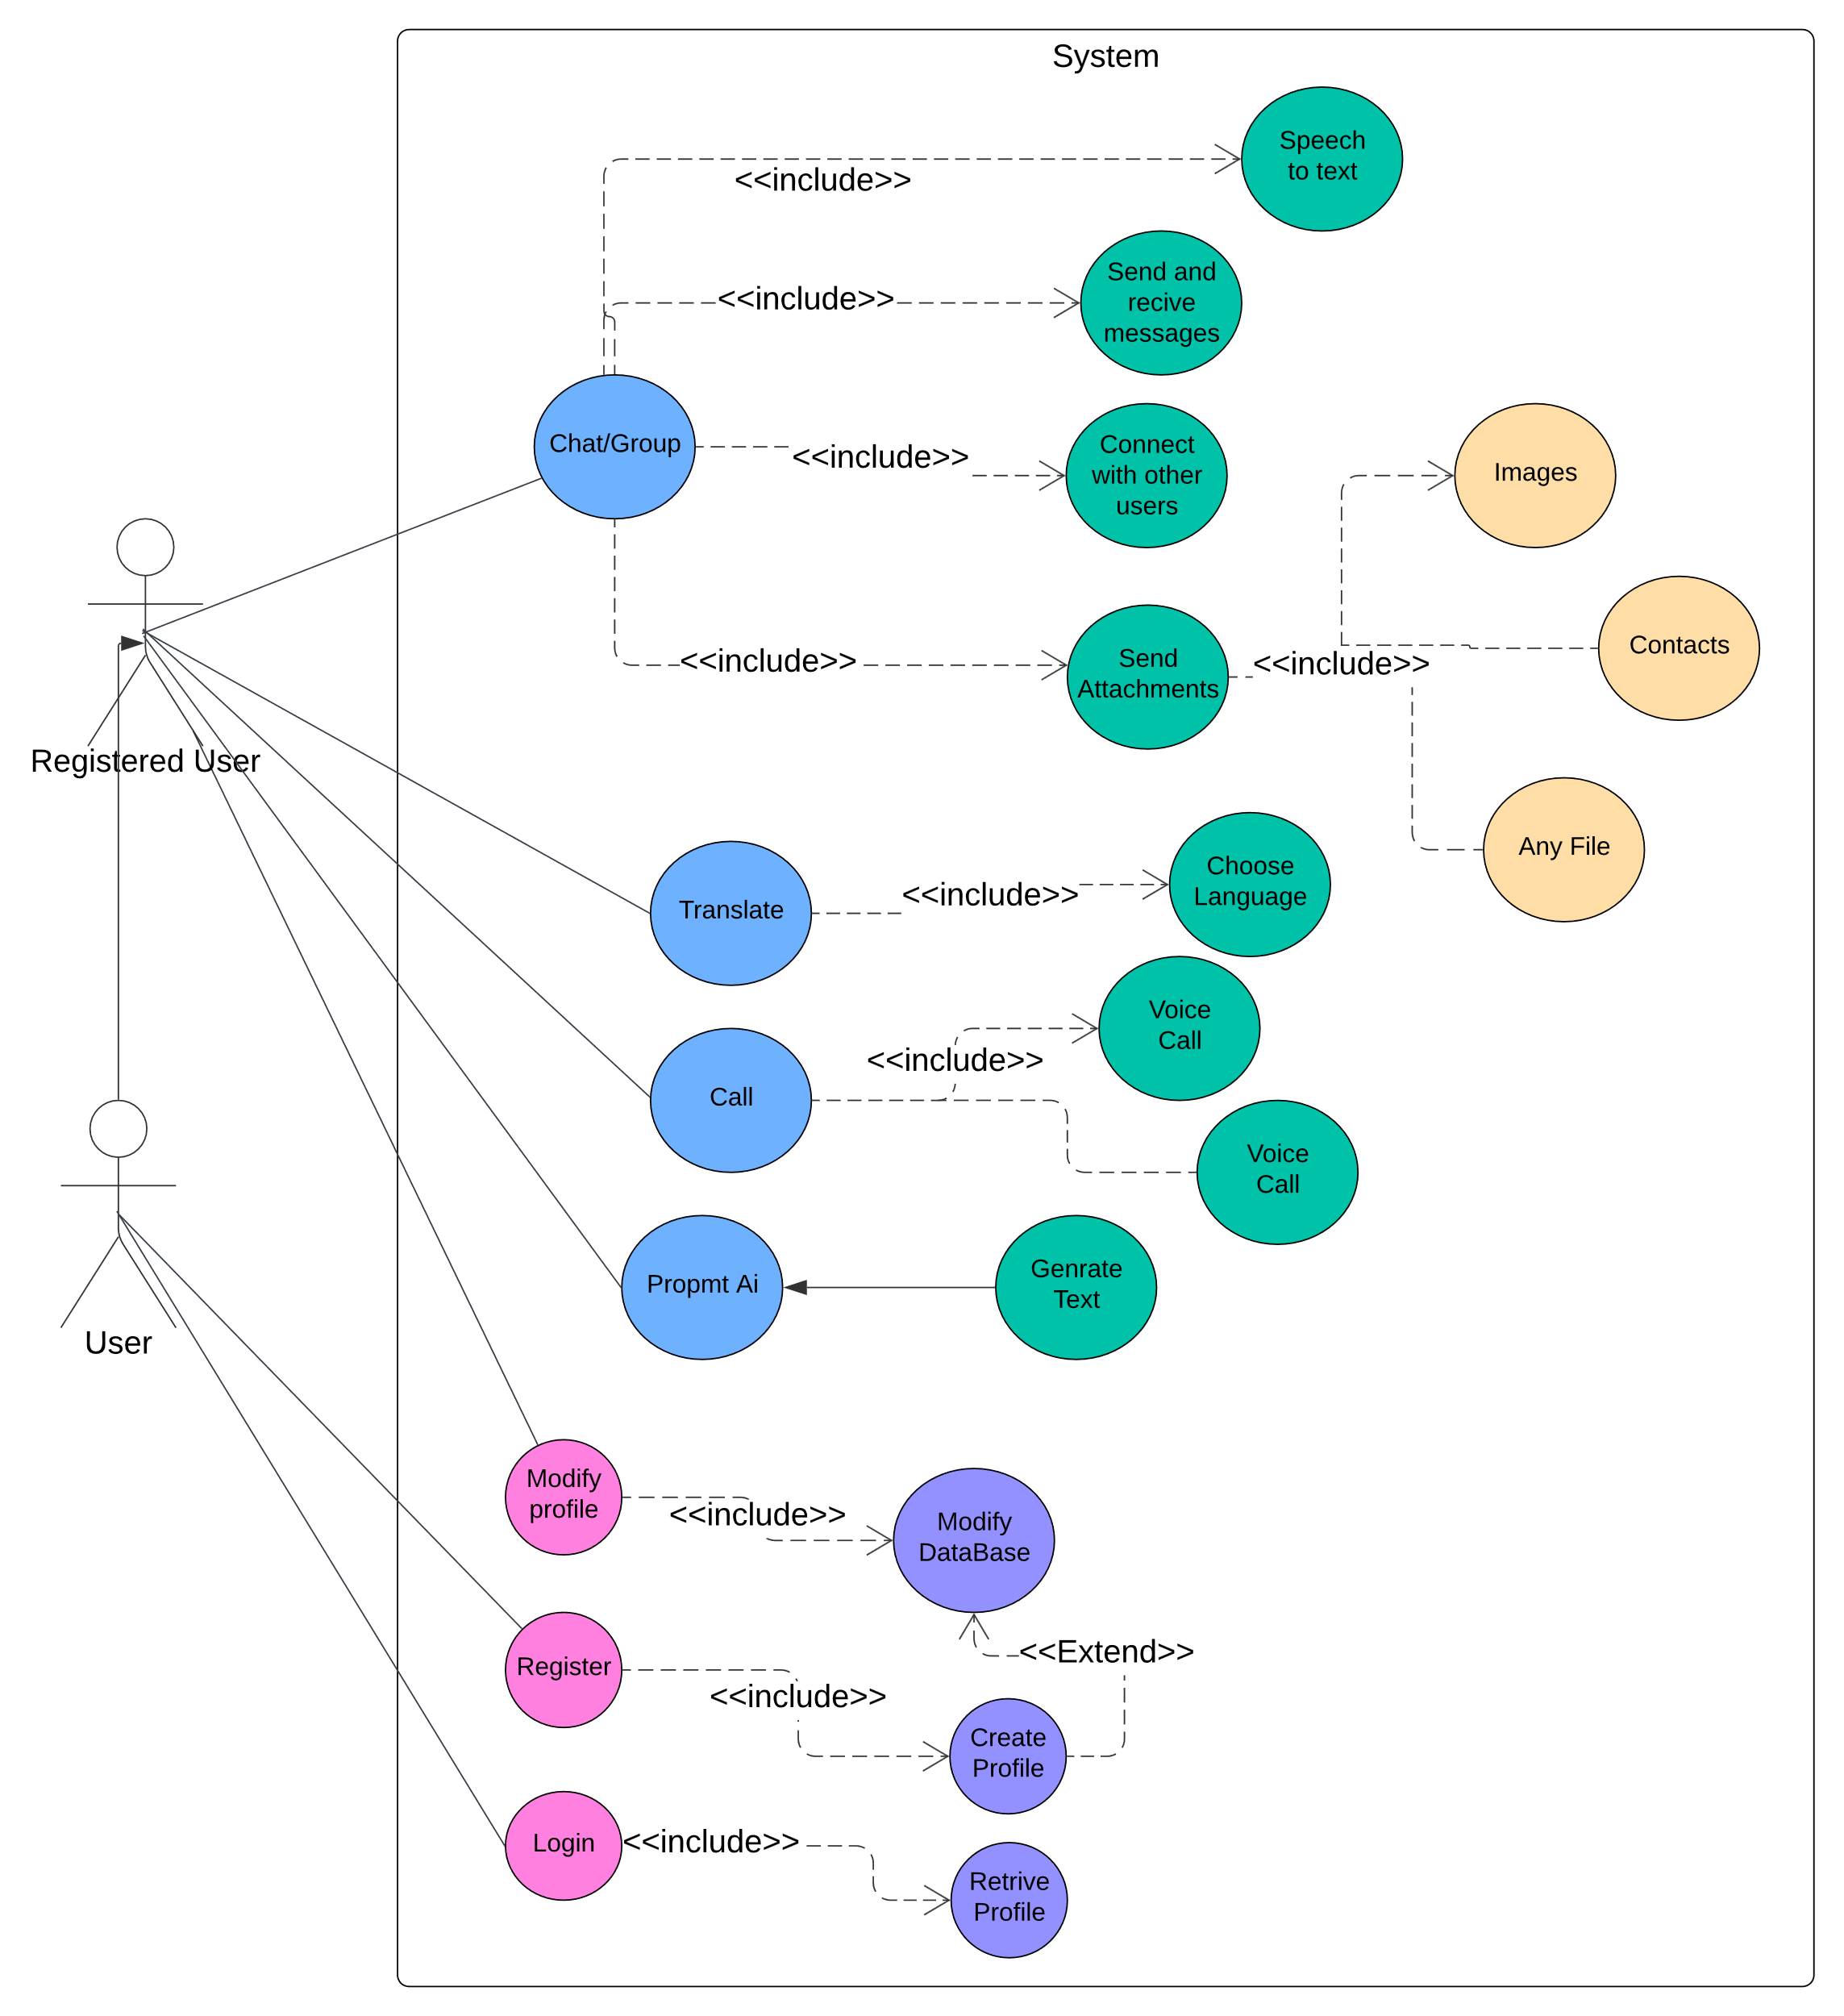 System
Speech
to text
<<include>>
Send and
recive
messages
<<include>>
Chat/Group
Connect
with other
users
<<include>>
Images
Send
Attachments
<<include>>
<<include>>
Contacts
Registered User
Any File
Translate
<<include>>
Choose
Language
Voice
Call
<<include>>
Call
Voice
Call
Propmt Ai
Genrate
Text
User
Modify
profile
<<include>>
Modify
DataBase
<<Extend>>
Register
<<include>>
Create
Profile
Login
<<include>>
Retrive
Profile